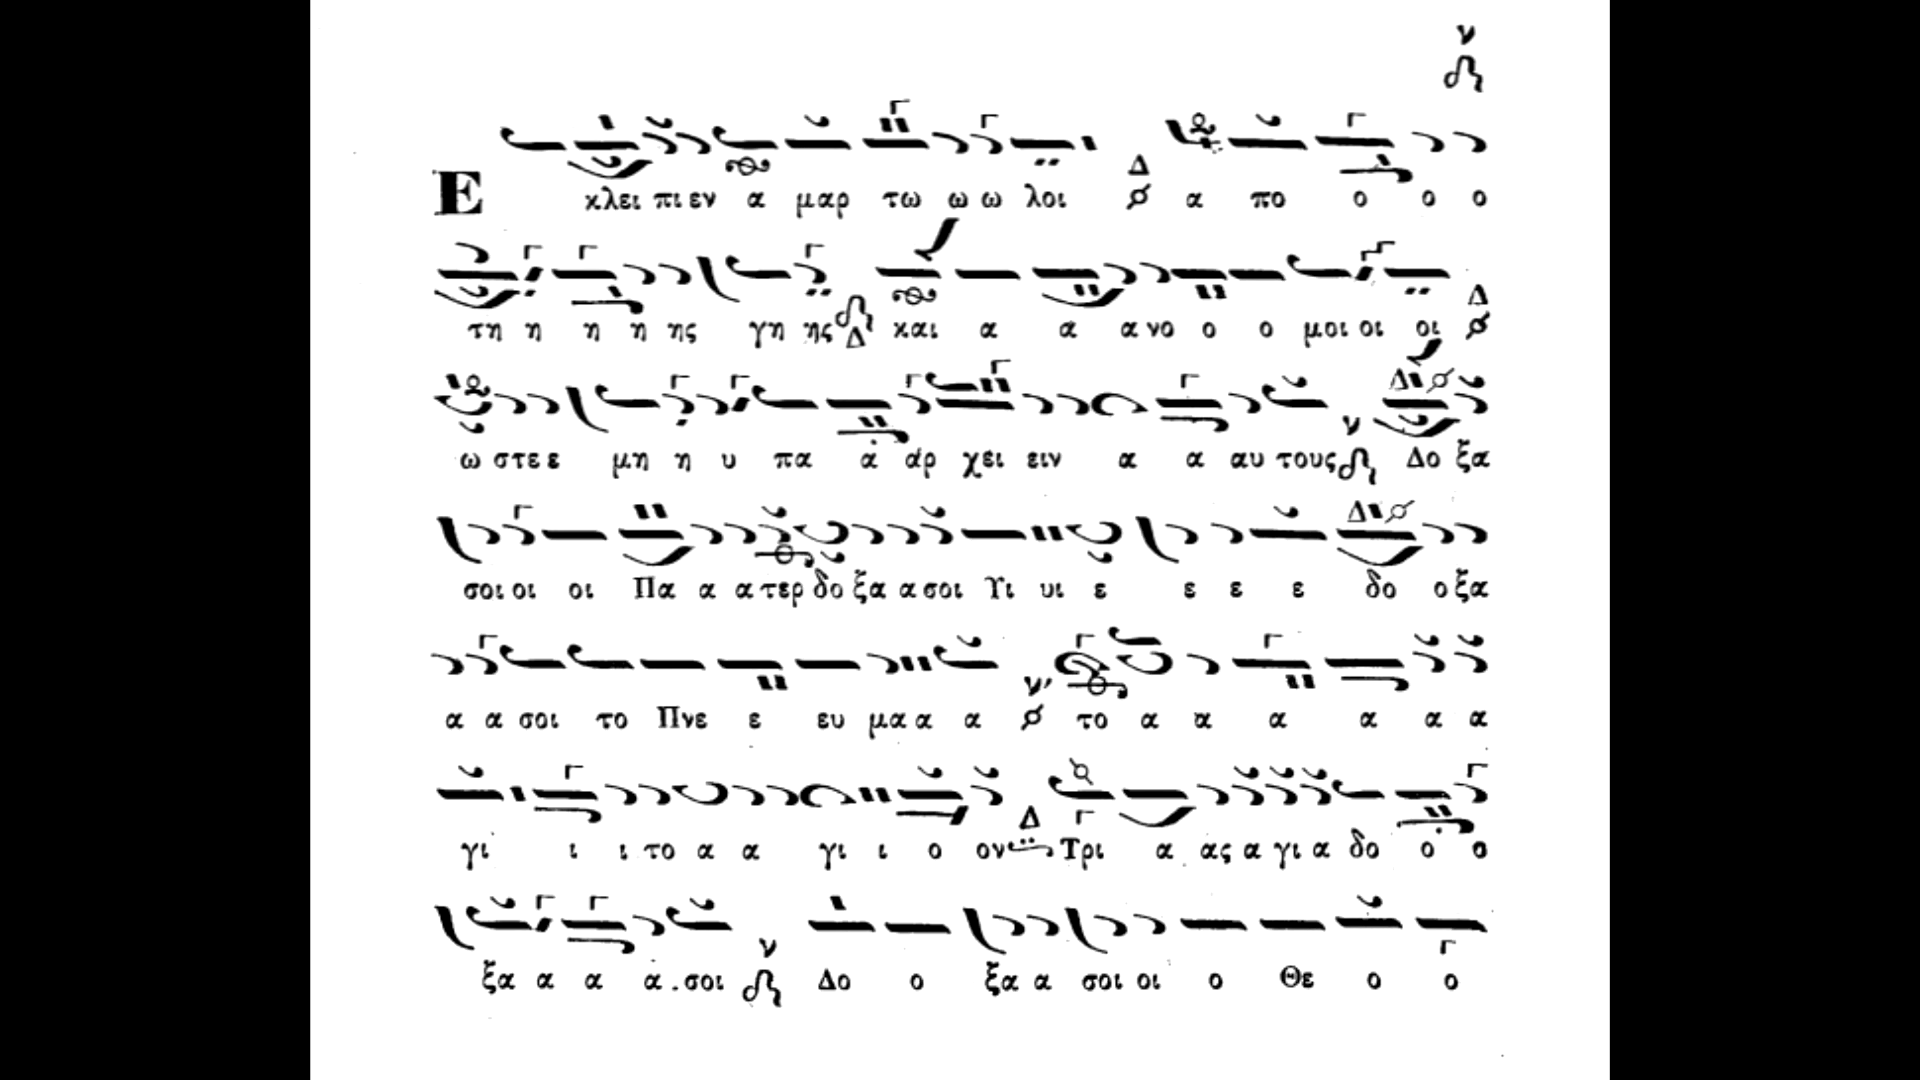 ν
Ε κλει πι εν α μαρ τω ω ω λοι Δ α πο ο ο ο
τη η η η ης γη ης Δ και α α α νο ο ο μοι οι οι Δ
ω στε ε μη η υ πα α αρ χει ειν α α αυ τους ν Δο ξα
σοι οι οι Πα α α τερ δο ξα α σοι Υι υι ε ε ε ε δο ο ξα
α α σοι το Πνε ε ευ μα α α ν το α α α α α α
γι ι ι το α α γι ι ο ον Δ Τρι α ας α γι α δο ο ο
ξα α α α σοι ν Δο ο ξα α σοι οι ο Θε ο ο